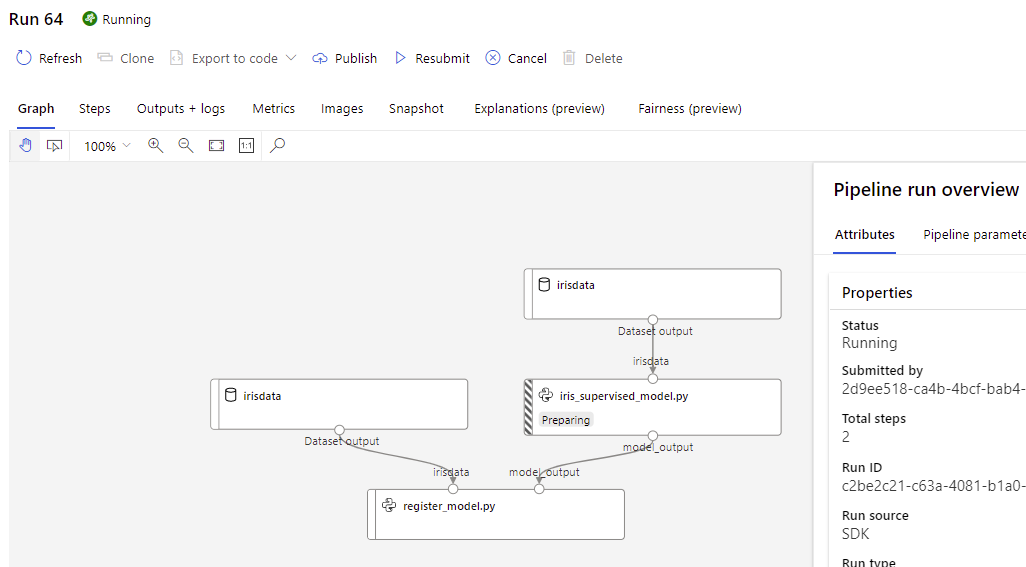 Run 64 Running
Refresh Clone Export to code Publish Resubmit Cancel Delete
Graph Steps Outputs + logs Metrics Images Snapshot Explanations (preview) Fairness (preview)
100% 1:1
Pipeline run overview
Attributes Pipeline paramete
Properties
Status
Running
Submitted by
2d9ee518-ca4b-4bcf-bab4-
Total steps
2
Run ID
c2be2c21-c63a-4081-b1a0-
Run source
SDK
Run type
irisdata
Dataset output
irisdata
irisdata
Dataset output
iris_supervised_model.py
Preparing
model_output
irisdata model_output
register_model.py